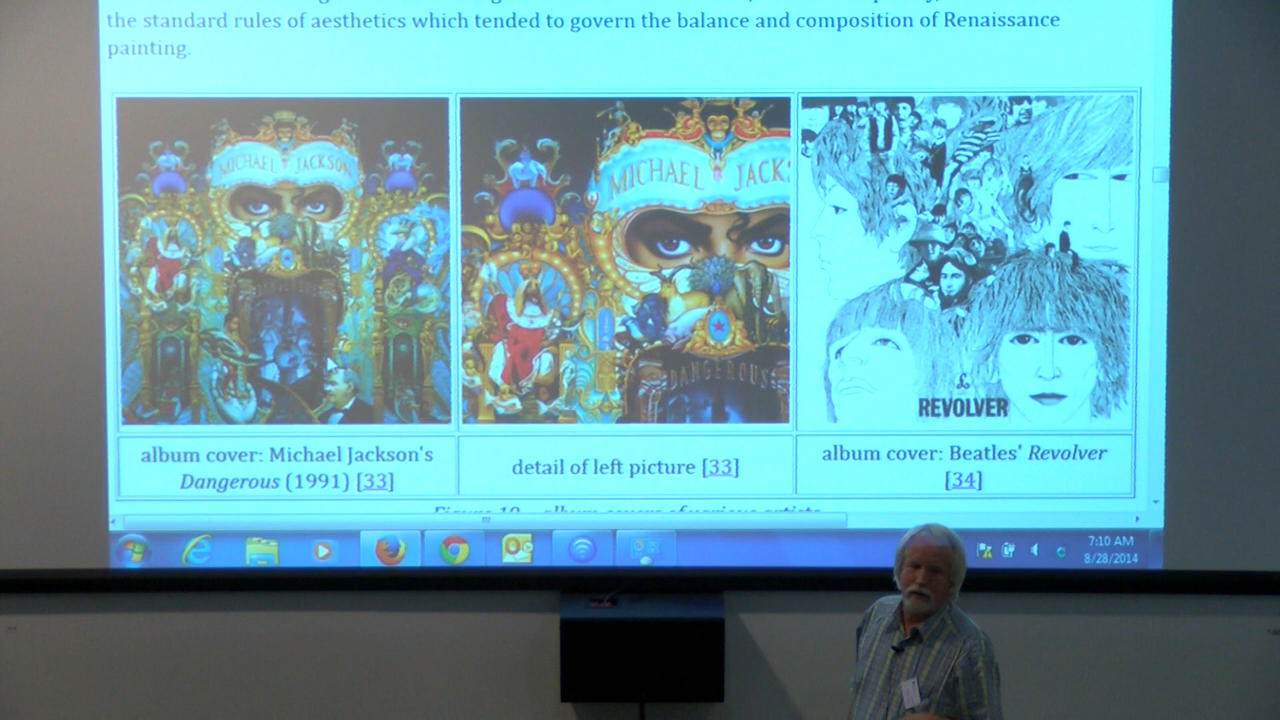 the standard rules of aesthetics which tended to govern the balance and composition of Renaissance
painting.
MICHAEL JACKSON
DANGEROUS
MICHAEL JACKS
DANGEROUS
REVOLVER
album cover: Michael Jackson's
Dangerous (1991) [33]
detail of left picture [33]
album cover: Beatles' Revolver
[34]
7:10 AM
8/28/2014